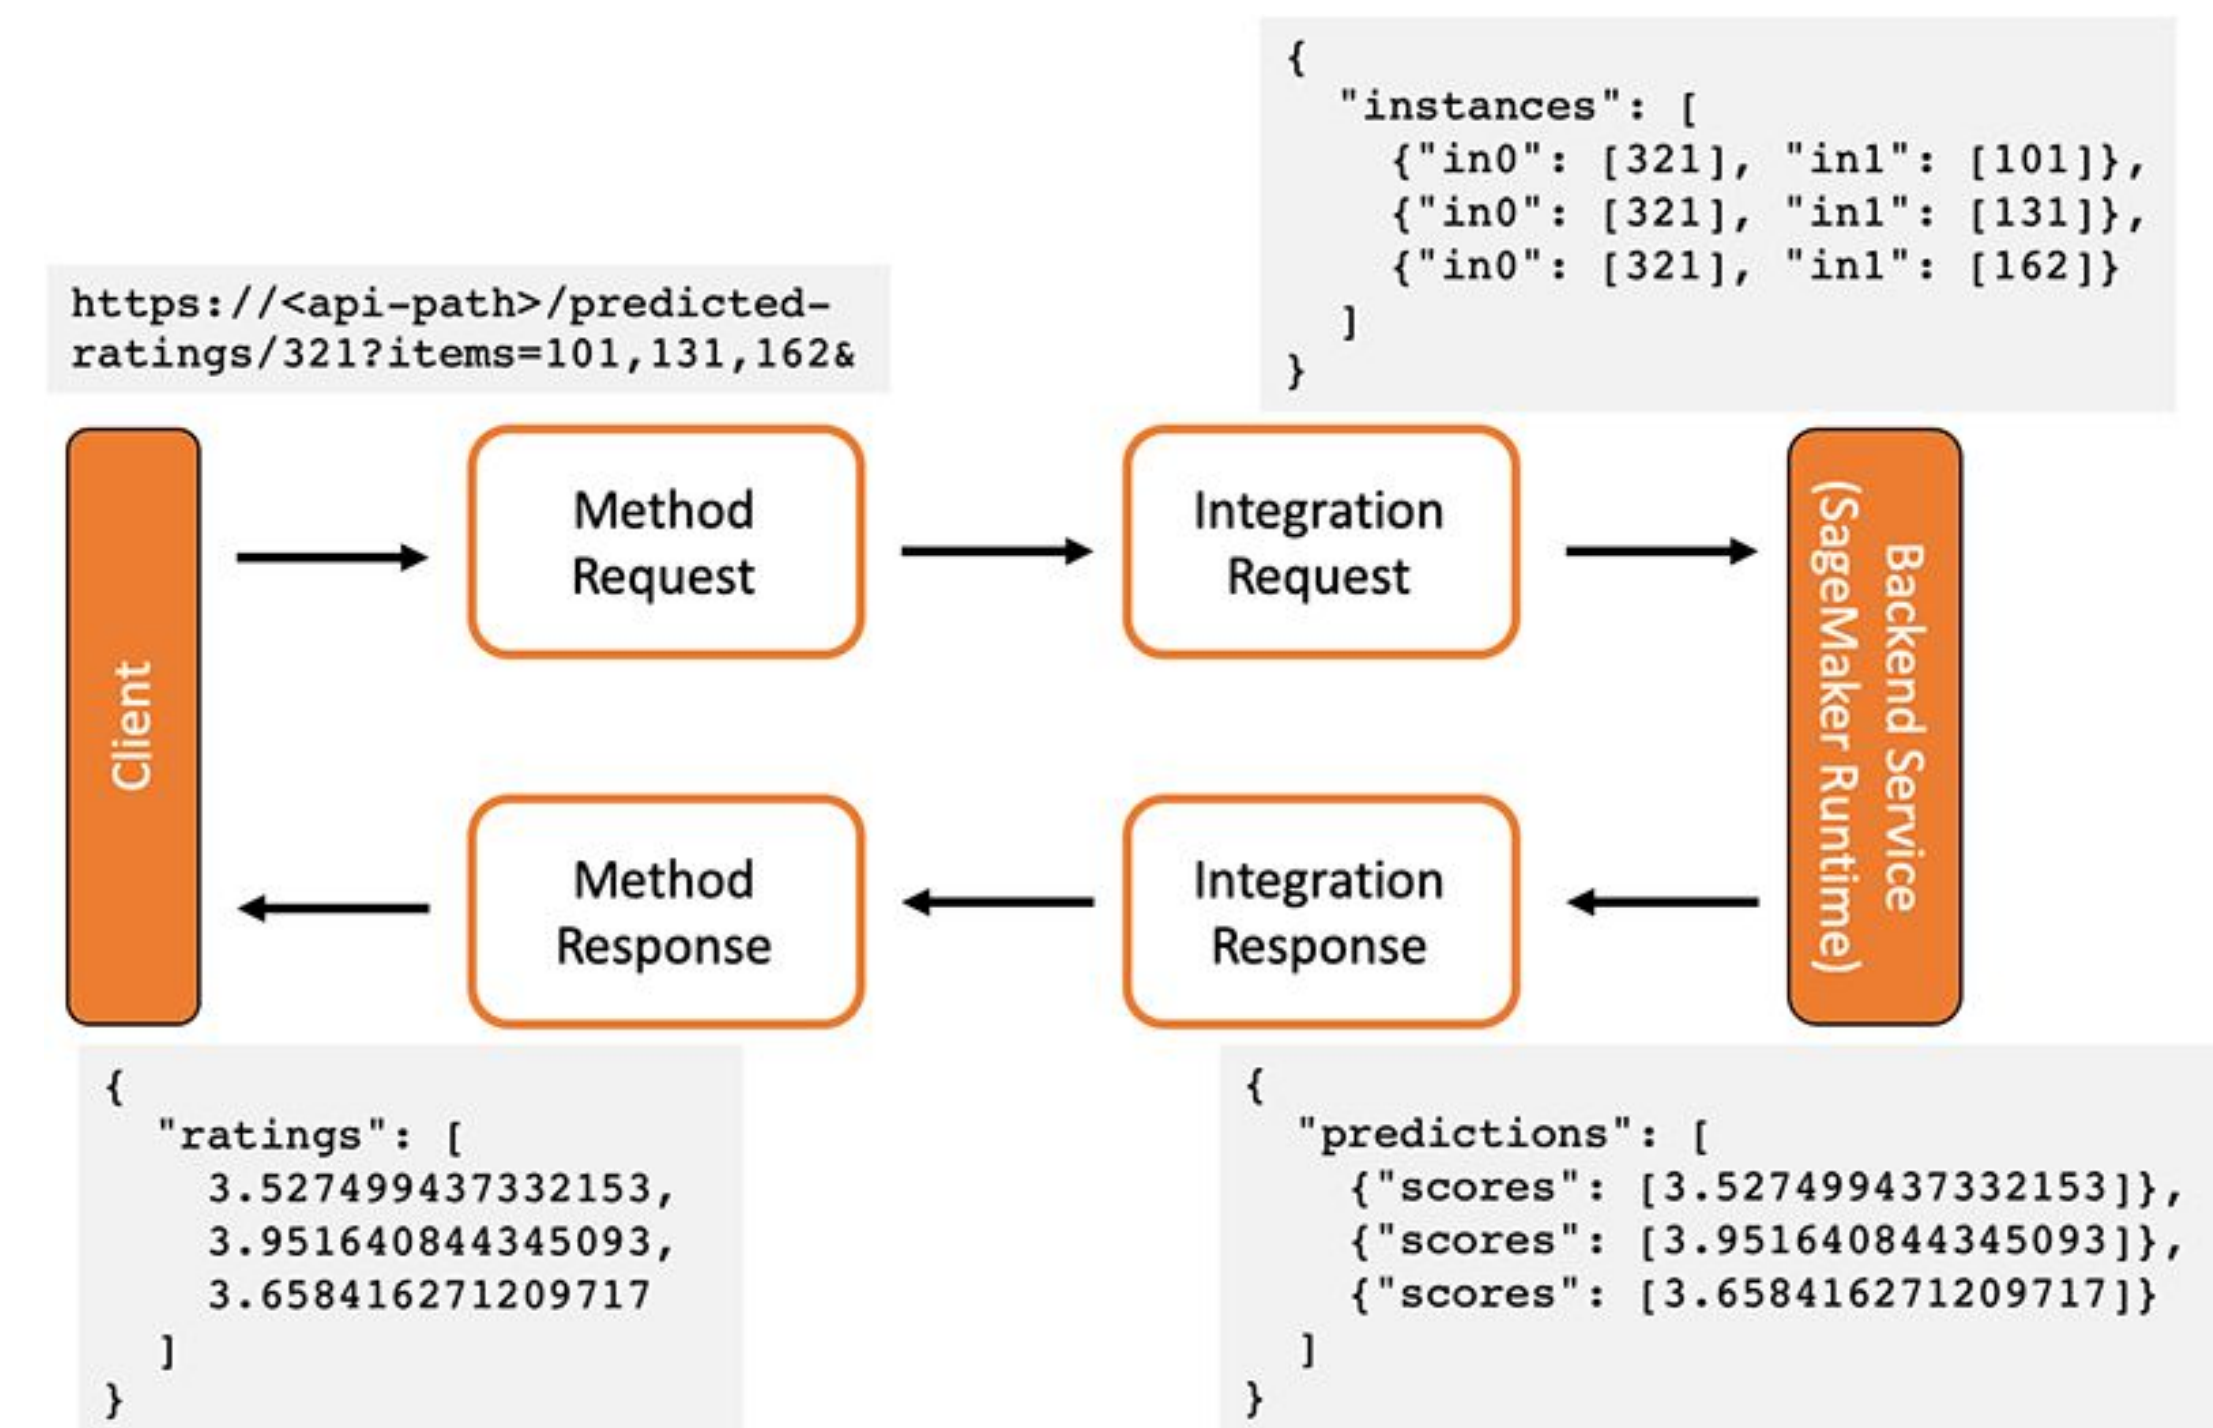 {
"instances": [
{"in0": [321], "in1": [101]},
{"in0": [321], "in1": [131]},
{"in0": [321], "in1": [162]}
]
}
https://<api-path>/predicted-
ratings/321?items=101,131,162&
Client
Method
Request
Integration
Request
Backend Service
(SageMaker Runtime)
Method
Response
Integration
Response
{
"ratings": [
3.527499437332153,
3.951640844345093,
3.658416271209717
]
}
{
"predictions": [
{"scores": [3.527499437332153]},
{"scores": [3.951640844345093]},
{"scores": [3.658416271209717]}
]
}